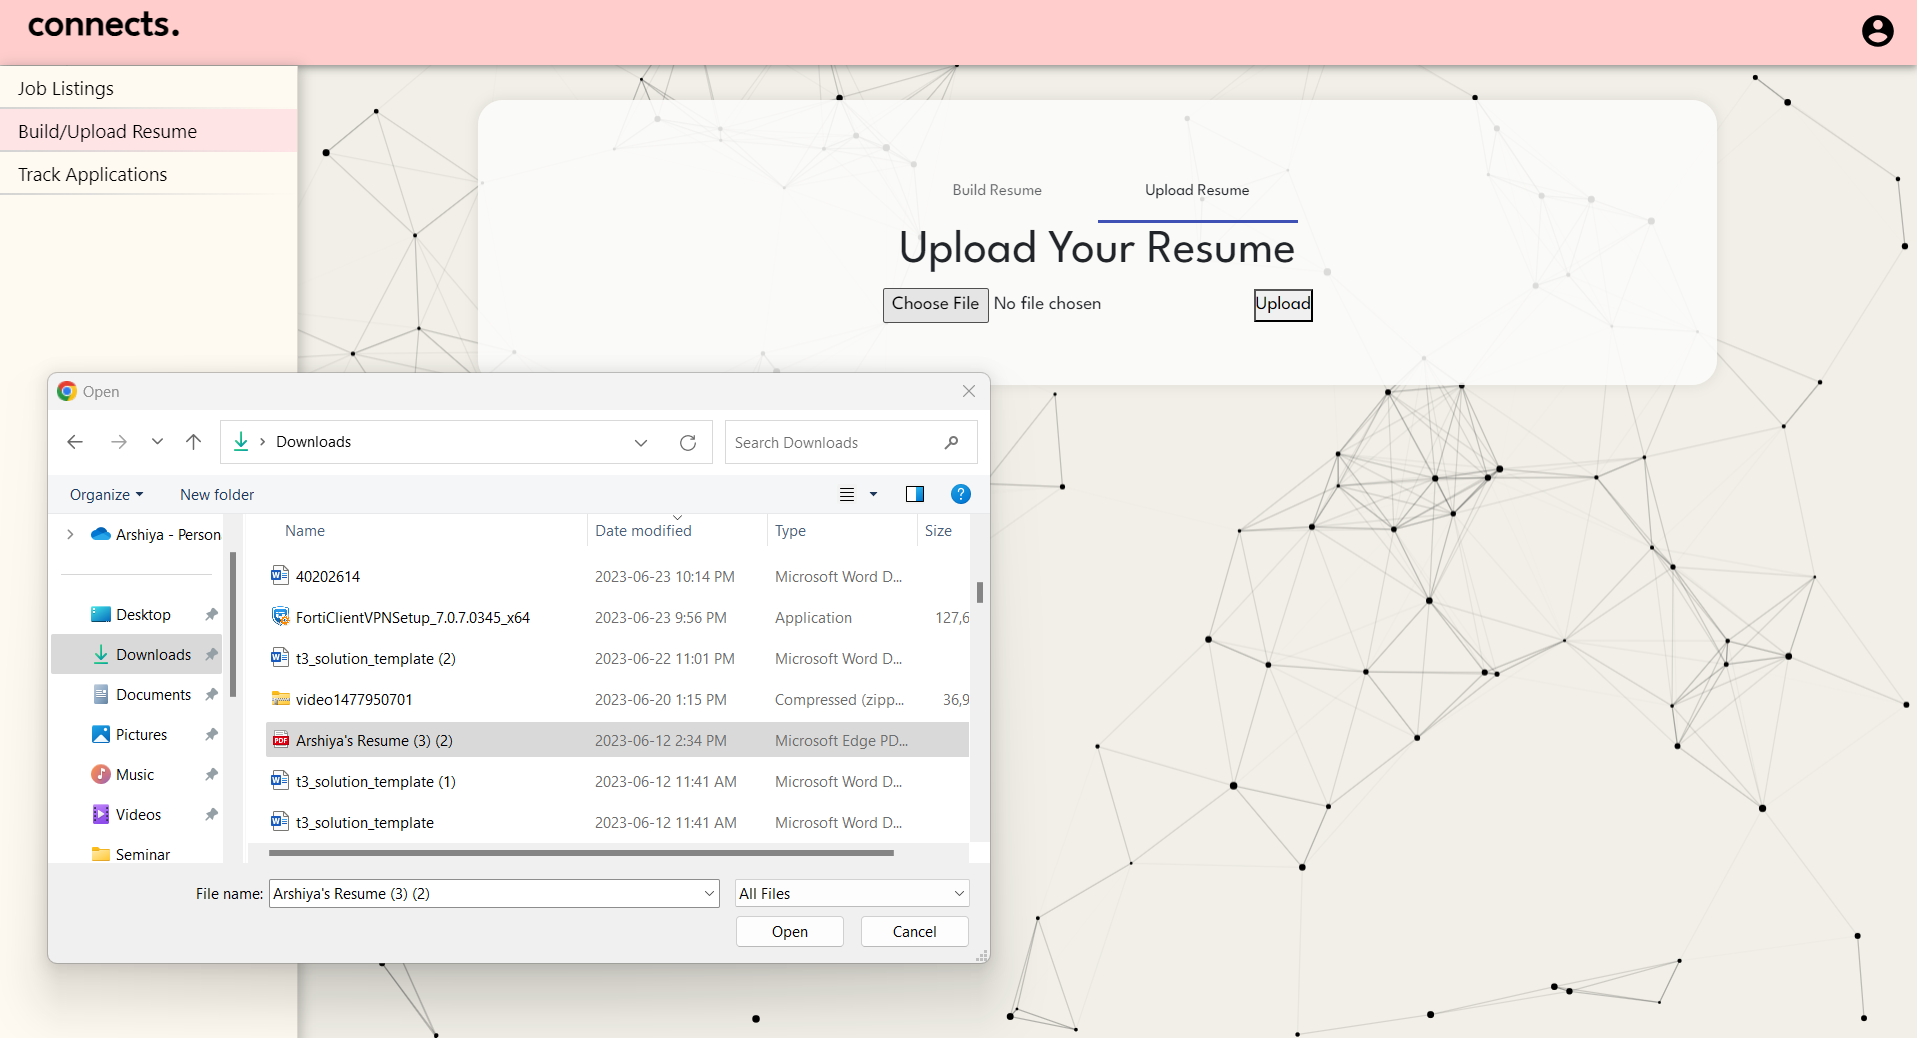 connects.
Job Listings
Build/Upload Resume
Track Applications
Build Resume
Upload Resume
Upload Your Resume
Choose File No file chosen
Upload
Open
Downloads
Search Downloads
Organize
New folder
?
Arshiya - Person
Desktop
Downloads
Documents
Pictures
Music
Videos
Seminar
Name Date modified Type Size
40202614 2023-06-23 10:14 PM Microsoft Word D...
FortiClientVPNSetup_7.0.7.0345_x64 2023-06-23 9:56 PM Application 127,6
t3_solution_template (2) 2023-06-22 11:01 PM Microsoft Word D...
video1477950701 2023-06-20 1:15 PM Compressed (zipp... 36,9
PDF Arshiya's Resume (3) (2) 2023-06-12 2:34 PM Microsoft Edge PD...
t3_solution_template (1) 2023-06-12 11:41 AM Microsoft Word D...
t3_solution_template 2023-06-12 11:41 AM Microsoft Word D...
File name: Arshiya's Resume (3) (2)
All Files
Open
Cancel